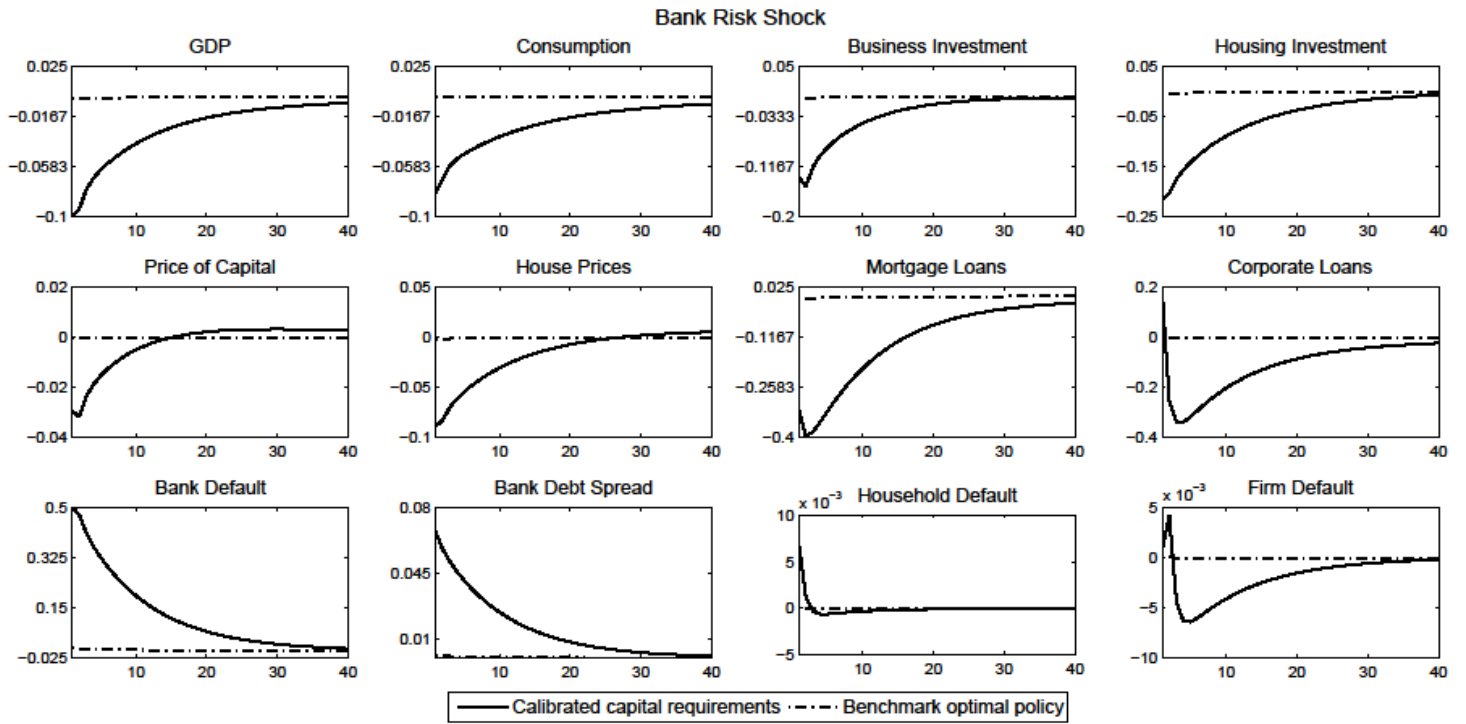 Bank Risk Shock
GDP
0.025
−0.0167
−0.0583
−0.1
10 20 30 40
Consumption
0.025
−0.0167
−0.0583
−0.1
10 20 30 40
Business Investment
0.05
−0.0333
−0.1167
−0.2
10 20 30 40
Housing Investment
0.05
−0.05
−0.15
−0.25
10 20 30 40
Price of Capital
0.02
0
−0.02
−0.04
10 20 30 40
House Prices
0.05
0
−0.05
−0.1
10 20 30 40
Mortgage Loans
0.025
−0.1167
−0.2583
−0.4
10 20 30 40
Corporate Loans
0.2
0
−0.2
−0.4
10 20 30 40
Bank Default
0.5
0.325
0.15
−0.025
10 20 30 40
Bank Debt Spread
0.08
0.045
0.01
10 20 30 40
Household Default
x 10⁻³
10
5
0
−5
10 20 30 40
Firm Default
x 10⁻³
5
0
−5
−10
10 20 30 40
Calibrated capital requirements Benchmark optimal policy